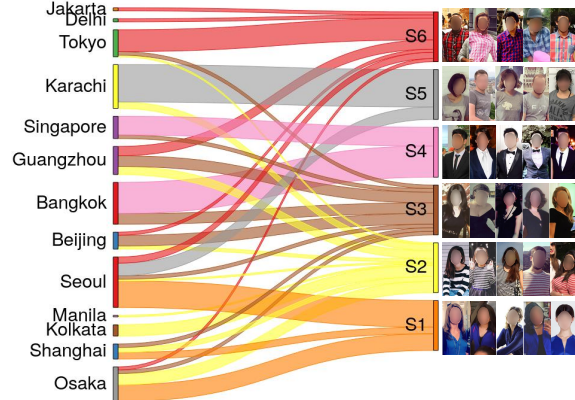 Jakarta
Delhi
Tokyo
Karachi
Singapore
Guangzhou
Bangkok
Beijing
Seoul
Manila
Kolkata
Shanghai
Osaka
S6
S5
S4
S3
S2
S1